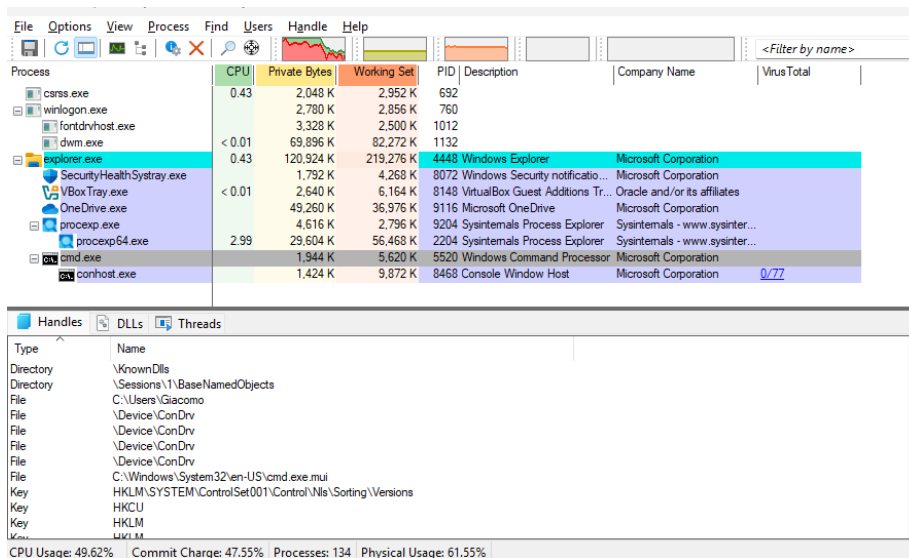 File Options View Process Find Users Handle Help
<Filter by name>
Process CPU Private Bytes Working Set PID Description Company Name VirusTotal
csrss.exe 0.43 2,048 K 2,952 K 692
winlogon.exe 2,780 K 2,856 K 760
fontdrvhost.exe 3,328 K 2,500 K 1012
dwm.exe < 0.01 69,896 K 82,272 K 1132
explorer.exe 0.43 120,924 K 219,276 K 4448 Windows Explorer Microsoft Corporation
SecurityHealthSystray.exe 1,792 K 4,268 K 8072 Windows Security notificatio... Microsoft Corporation
VBoxTray.exe < 0.01 2,640 K 6,164 K 8148 VirtualBox Guest Additions Tr... Oracle and/or its affiliates
OneDrive.exe 49,260 K 36,976 K 9116 Microsoft OneDrive Microsoft Corporation
procexp.exe 4,616 K 2,796 K 9204 Sysinternals Process Explorer Sysinternals - www.sysinter...
procexp64.exe 2.99 29,604 K 56,468 K 2204 Sysinternals Process Explorer Sysinternals - www.sysinter...
cmd.exe 1,944 K 5,620 K 5520 Windows Command Processor Microsoft Corporation
conhost.exe 1,424 K 9,872 K 8468 Console Window Host Microsoft Corporation 0/77
Handles DLLs Threads
Type Name
Directory \KnownDlls
Directory \Sessions\1\BaseNamedObjects
File C:\Users\Giacomo
File \Device\ConDrv
File \Device\ConDrv
File \Device\ConDrv
File \Device\ConDrv
File C:\Windows\System32\en-US\cmd.exe.mui
Key HKLM\SYSTEM\ControlSet001\Control\Nls\Sorting\Versions
Key HKCU
Key HKLM
Key HKLM
CPU Usage: 49.62% Commit Charge: 47.55% Processes: 134 Physical Usage: 61.55%